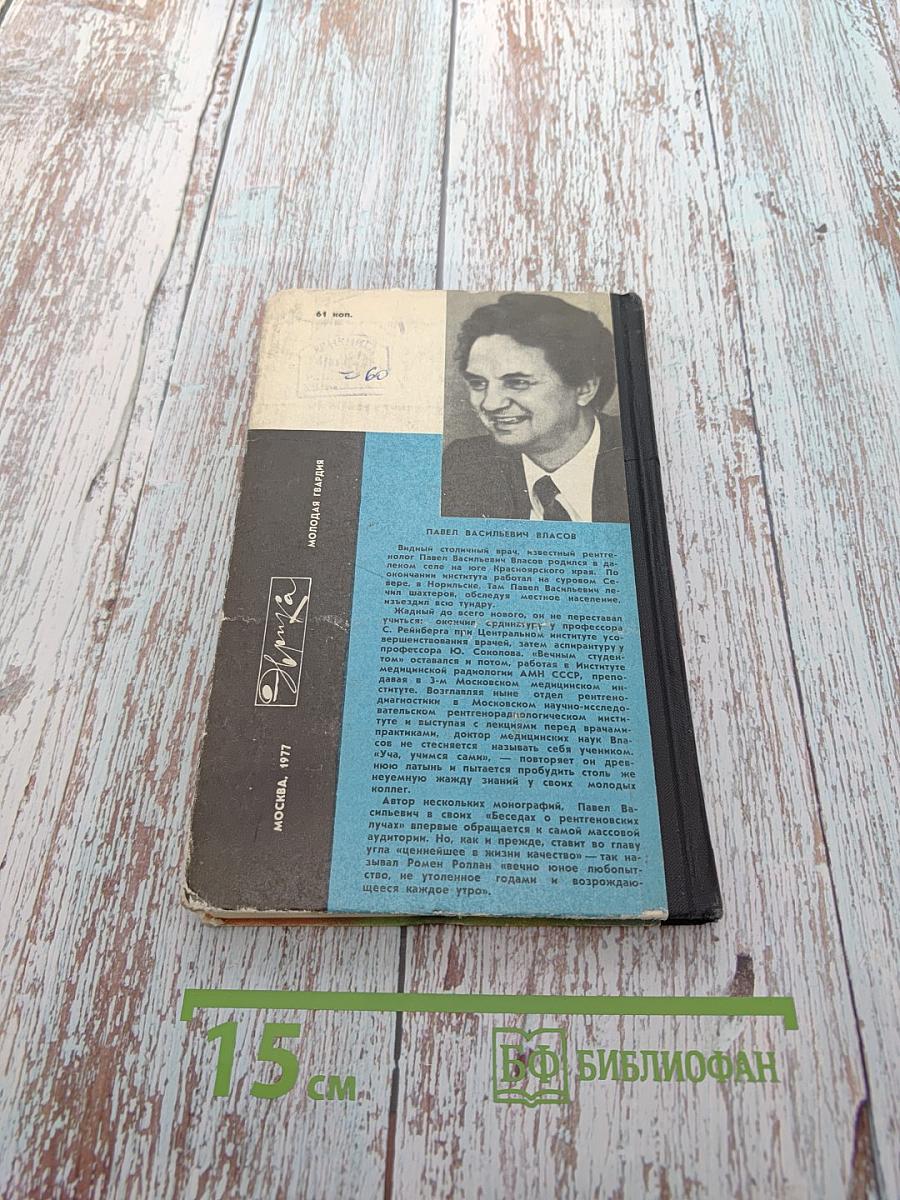 61 коп.
60
МОЛОДАЯ ГВАРДИЯ
Эврика
МОСКВА, 1977
ПАВЕЛ ВАСИЛЬЕВИЧ ВЛАСОВ
Видный столичный врач, известный рентге-
нолог Павел Васильевич Власов родился в да-
леком селе на юге Красноярского края. По
окончании института работал на суровом Се-
вере, в Норильске. Там Павел Васильевич ле-
чил шахтеров, обследуя местное население,
изъездил всю тундру.
Жадный до всего нового, он не переставал
учиться: окончил ординатуру у профессора
С. Рейнберга при Центральном институте усо-
вершенствования врачей, затем аспирантуру у
профессора Ю. Соколова. «Вечным студен-
том» оставался и потом, работая в Институте
медицинской радиологии АМН СССР, препо-
давая в 3-м Московском медицинском ин-
ституте. Возглавляя ныне отдел рентгено-
диагностики в Московском научно-исследо-
вательском рентгенорадиологическом инсти-
туте и выступая с лекциями перед врачами-
практиками, доктор медицинских наук Вла-
сов не стесняется называть себя учеником.
«Уча, учимся сами», — повторяет он древ-
нюю латынь и пытается пробудить столь же
неуемную жажду знаний у своих молодых
коллег.
Автор нескольких монографий, Павел Ва-
сильевич в своих «Беседах о рентгеновских
лучах» впервые обращается к самой массовой
аудитории. Но, как и прежде, ставит во главу
угла «ценнейшее в жизни качество» — так на-
зывал Ромен Роллан «вечно юное любопыт-
ство, не утоленное годами и возрождаю-
щееся каждое утро».
15 см
БФ БИБЛИОФАН